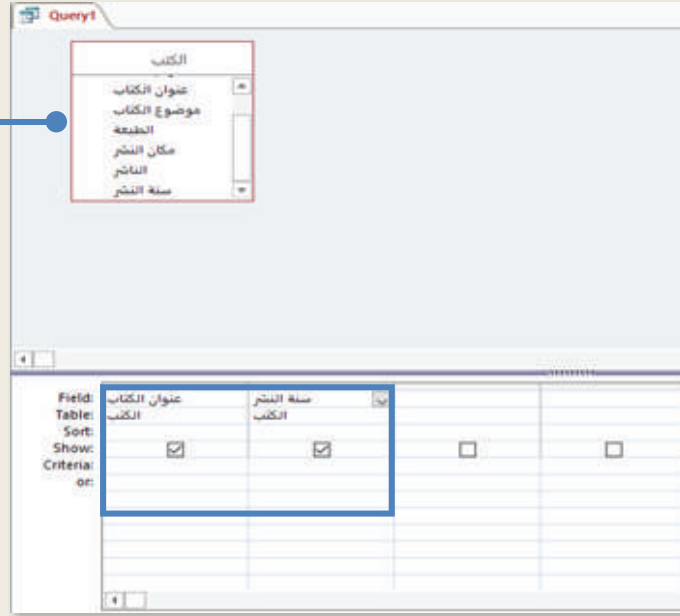 Query1
الكتب
عنوان الكتاب
موضوع الكتاب
الطبعة
مكان النشر
الناشر
سنة النشر
Field: عنوان الكتاب سنة النشر
Table: الكتب الكتب
Sort:
Show:
Criteria:
or: